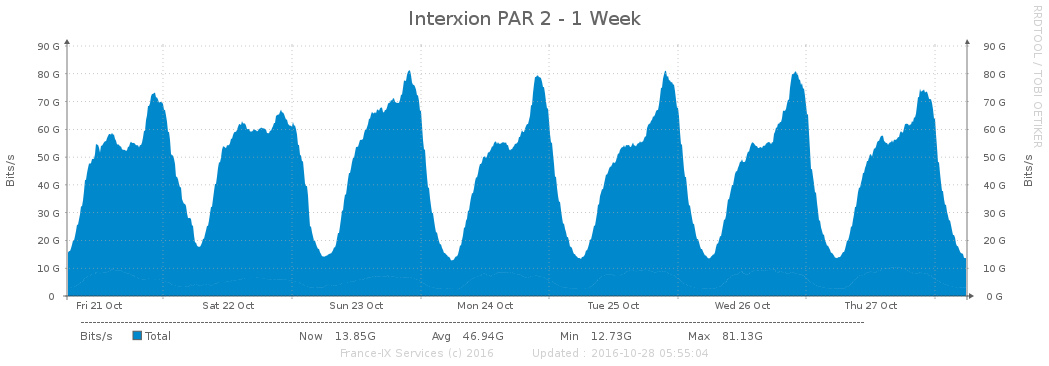 Interxion PAR 2 - 1 Week
RRDTOOL / TOBI OETIKER
90 G 90 G
80 G 80 G
70 G 70 G
60 G 60 G
50 G 50 G
40 G 40 G
30 G 30 G
20 G 20 G
10 G 10 G
0 0 G
Bits/s
Bits/s
Fri 21 Oct Sat 22 Oct Sun 23 Oct Mon 24 Oct Tue 25 Oct Wed 26 Oct Thu 27 Oct
Bits/s Total Now 13.85G Avg 46.94G Min 12.73G Max 81.13G
France-IX Services (c) 2016 Updated : 2016-10-28 05:55:04